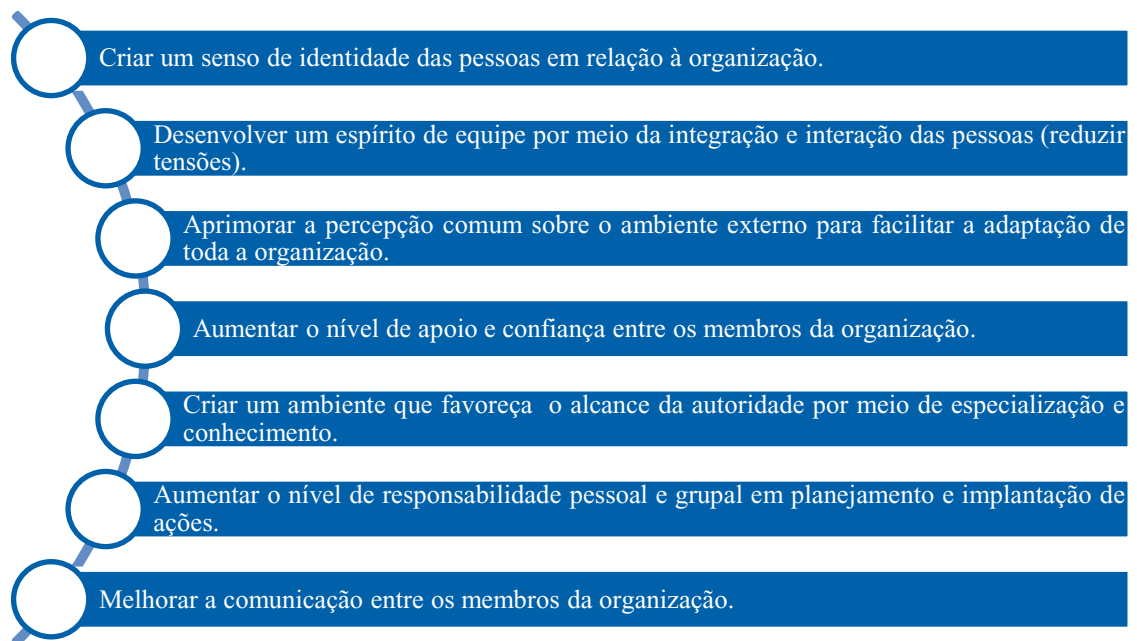 Criar um senso de identidade das pessoas em relação à organização.
Desenvolver um espírito de equipe por meio da integração e interação das pessoas (reduzir
tensões).
Aprimorar a percepção comum sobre o ambiente externo para facilitar a adaptação de
toda a organização.
Aumentar o nível de apoio e confiança entre os membros da organização.
Criar um ambiente que favoreça  o alcance da autoridade por meio de especialização e
conhecimento.
Aumentar o nível de responsabilidade pessoal e grupal em planejamento e implantação de
ações.
Melhorar a comunicação entre os membros da organização.